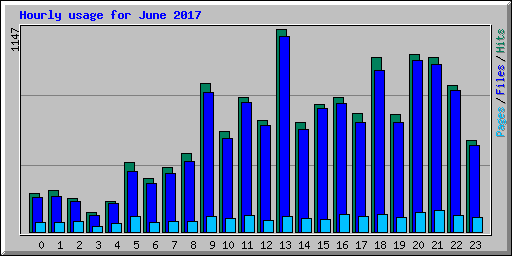 Hourly usage for June 2017
1147
Pages/Files/Hits
0 1 2 3 4 5 6 7 8 9 10 11 12 13 14 15 16 17 18 19 20 21 22 23